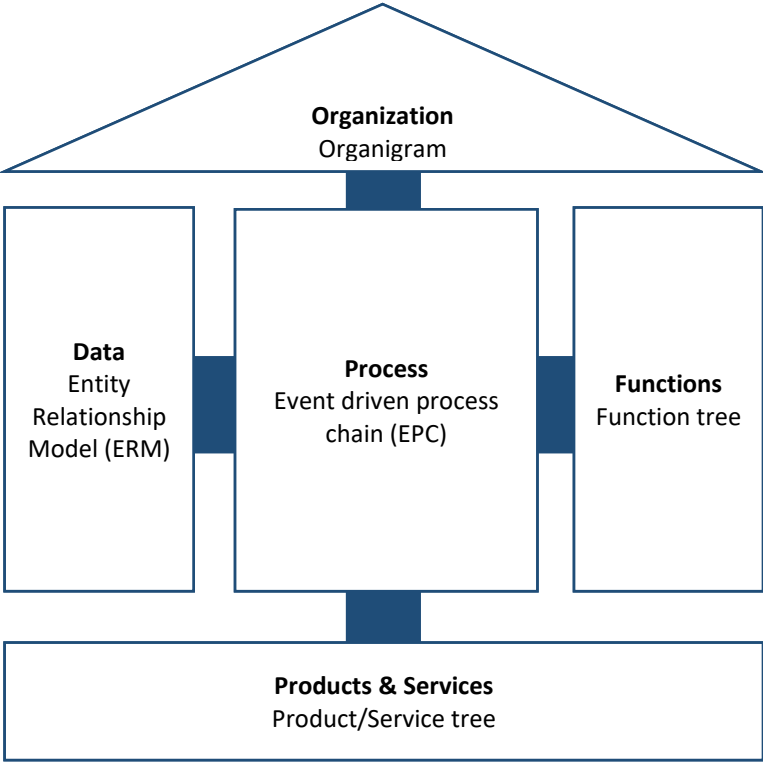 Organization
Organigram
Data
Entity
Relationship
Model (ERM)
Process
Event driven process
chain (EPC)
Functions
Function tree
Products & Services
Product/Service tree